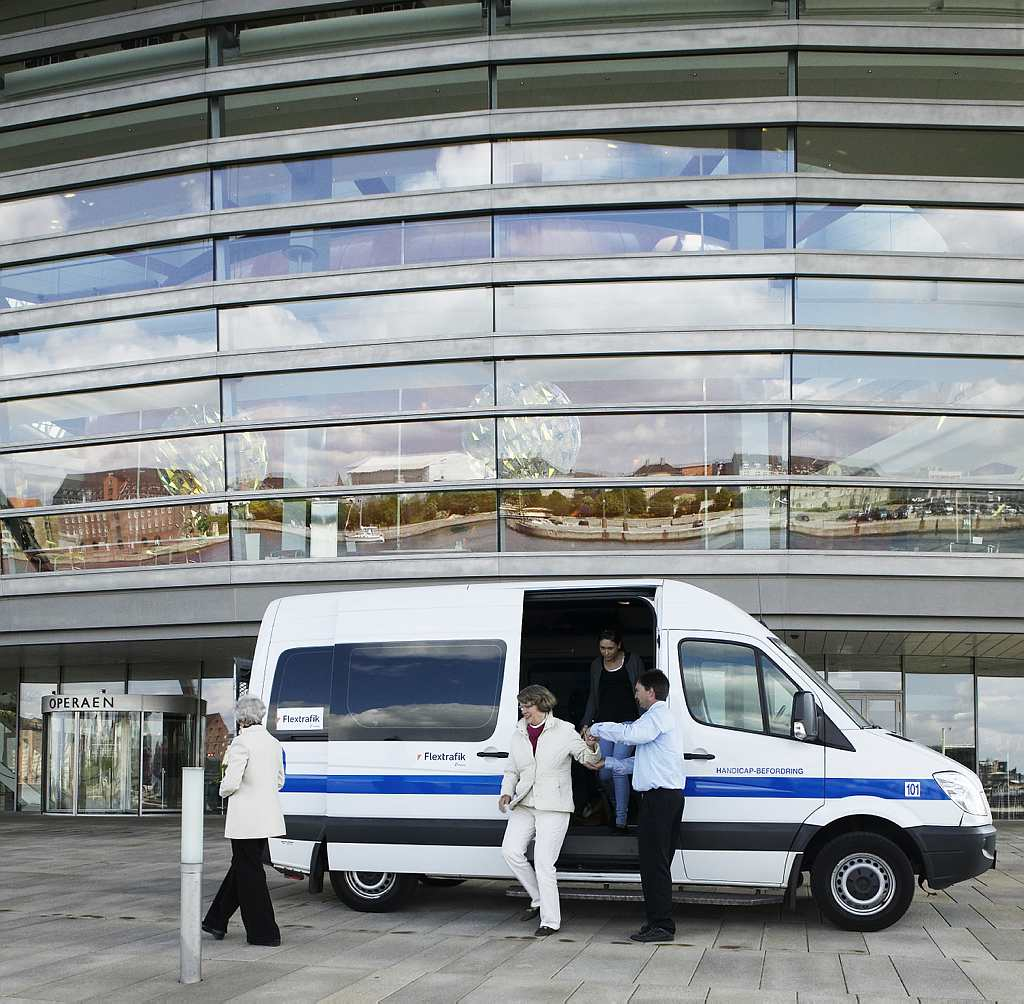 OPERAEN
Flextrafik
Flextrafik
HANDICAP-BEFORDRING
101